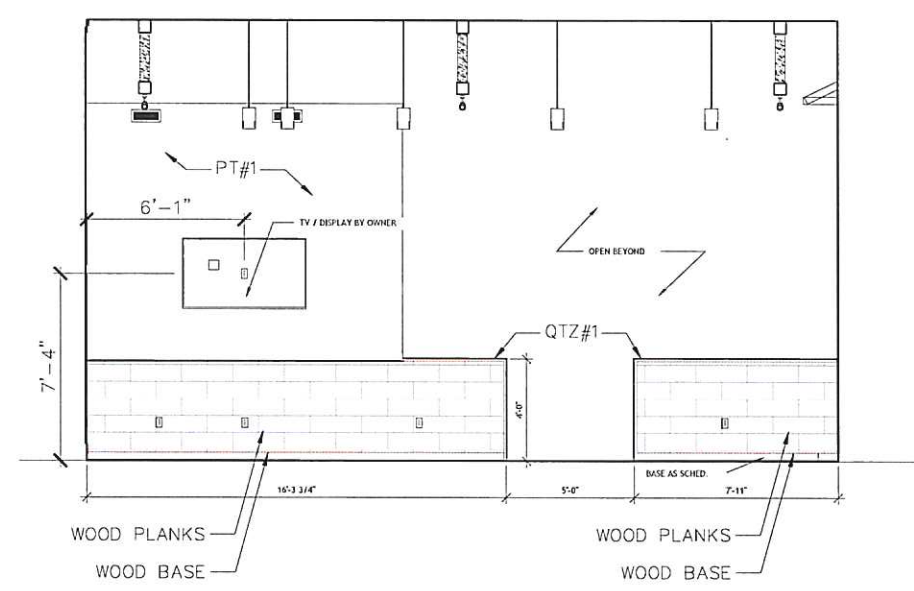 PT#1
6'-1"
TV / DISPLAY BY OWNER
OPEN BEYOND
7'-4"
QTZ#1
4'-0"
BASE AS SCHED.
16'-3 3/4"
5'-0"
7'-11"
WOOD PLANKS
WOOD PLANKS
WOOD BASE
WOOD BASE